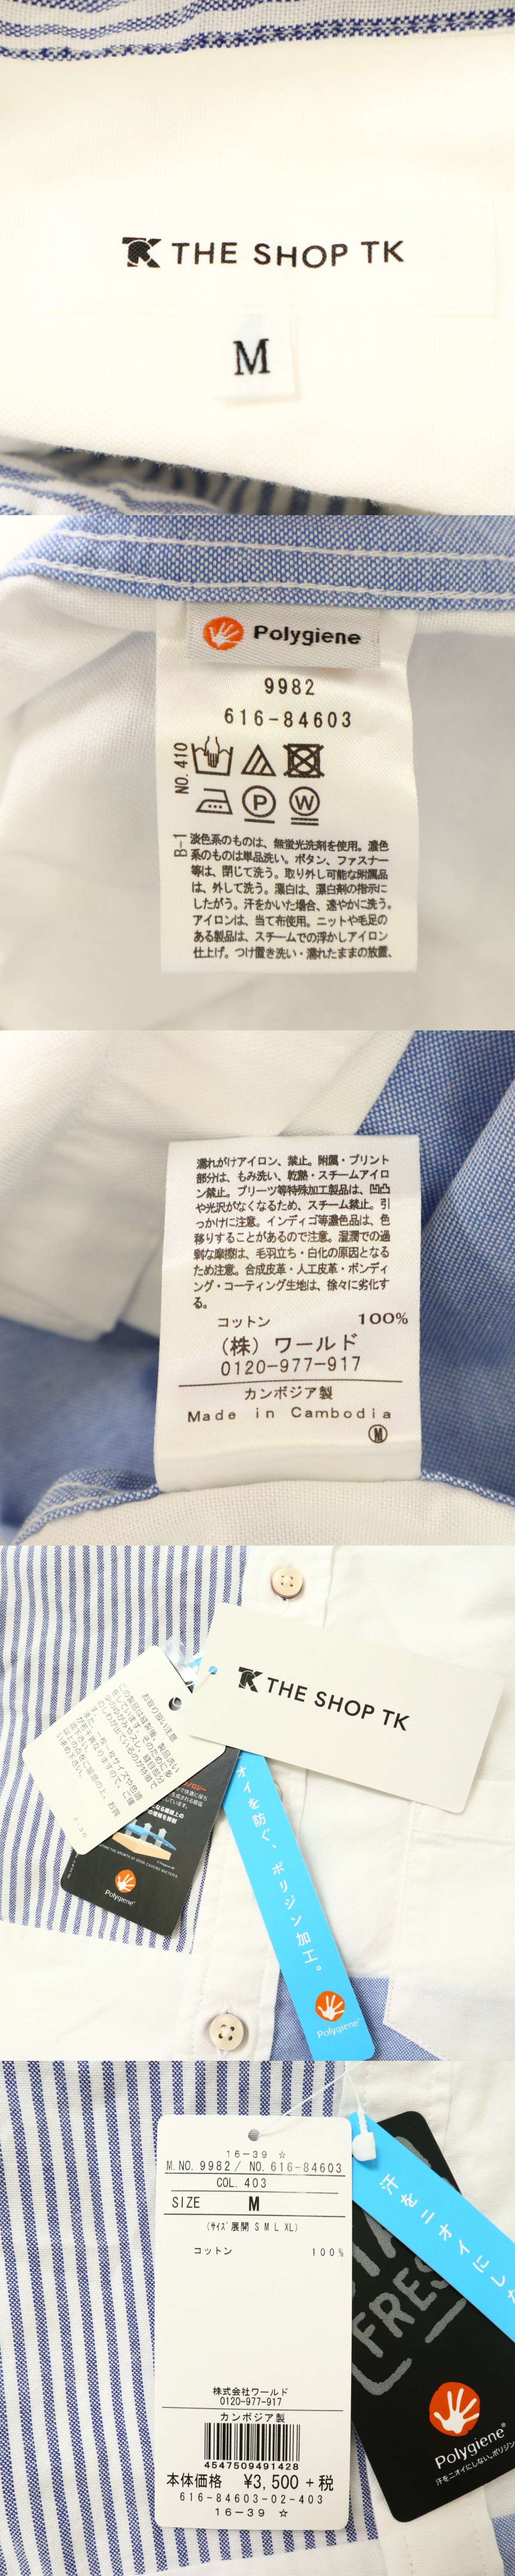 TK THE SHOP TK
M
Polygiene
9982
616-84603
NO. 410
P
W
B-1
淡色系のものは、無蛍光洗剤を使用。濃色
系のものは単品洗い。ボタン、ファスナー
等は、閉じて洗う。取り外し可能な附属品
は、外して洗う。漂白は、漂白剤の指示に
したがう。汗をかいた場合、速やかに洗う。
アイロンは、当て布使用。ニットや毛足の
ある製品は、スチームでの浮かしアイロン
仕上げ。つけ置き洗い・濡れたままの放置、
濡れがけアイロン、禁止。附属・プリント
部分は、もみ洗い、乾熱・スチームアイロ
ン禁止。プリーツ等特殊加工製品は、凹凸
や光沢がなくなるため、スチーム禁止。引
っかけに注意。インディゴ等濃色品は、色
移りすることがあるので注意。湿潤での過
剰な摩擦は、毛羽立ち・白化の原因となる
ため注意。合成皮革・人工皮革・ボンディ
ング・コーティング生地は、徐々に劣化す
る。
コットン 100%
(株)ワールド
0120-977-917
カンボジア製
Made in Cambodia
M
TK THE SHOP TK
お取り扱い注意
オイを防ぐ、ポリジン加工。
Polygiene
Polygiene
16-39 ☆
M.NO. 9982/ NO. 616-84603
COL. 403
SIZE M
(サイズ展開 S M L XL)
コットン 100%
株式会社ワールド
0120-977-917
カンボジア製
4547509491428
本体価格 ¥3,500+税
616-84603-02-403
16-39 ☆
汗をニオイにし
FRES
Polygiene
汗をニオイにしない。ポリジン